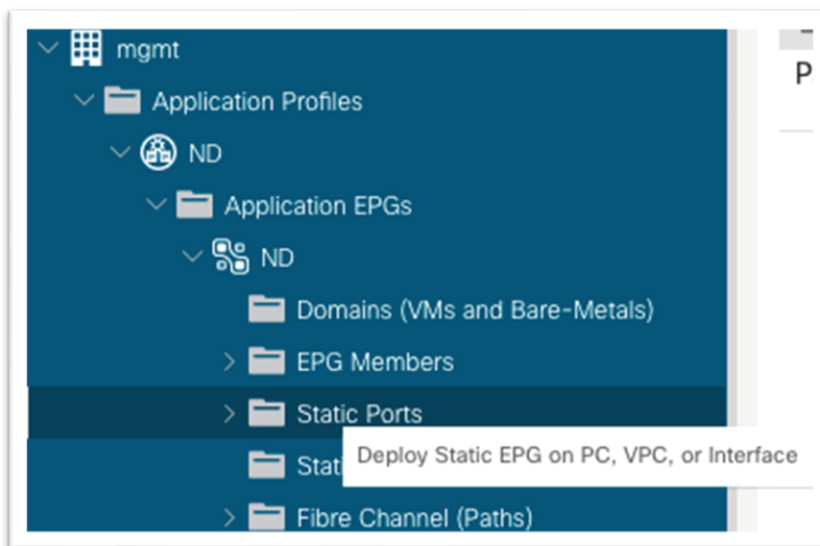 mgmt
Application Profiles
ND
Application EPGs
ND
Domains (VMs and Bare-Metals)
EPG Members
Static Ports
Deploy Static EPG on PC, VPC, or Interface
Fibre Channel (Paths)